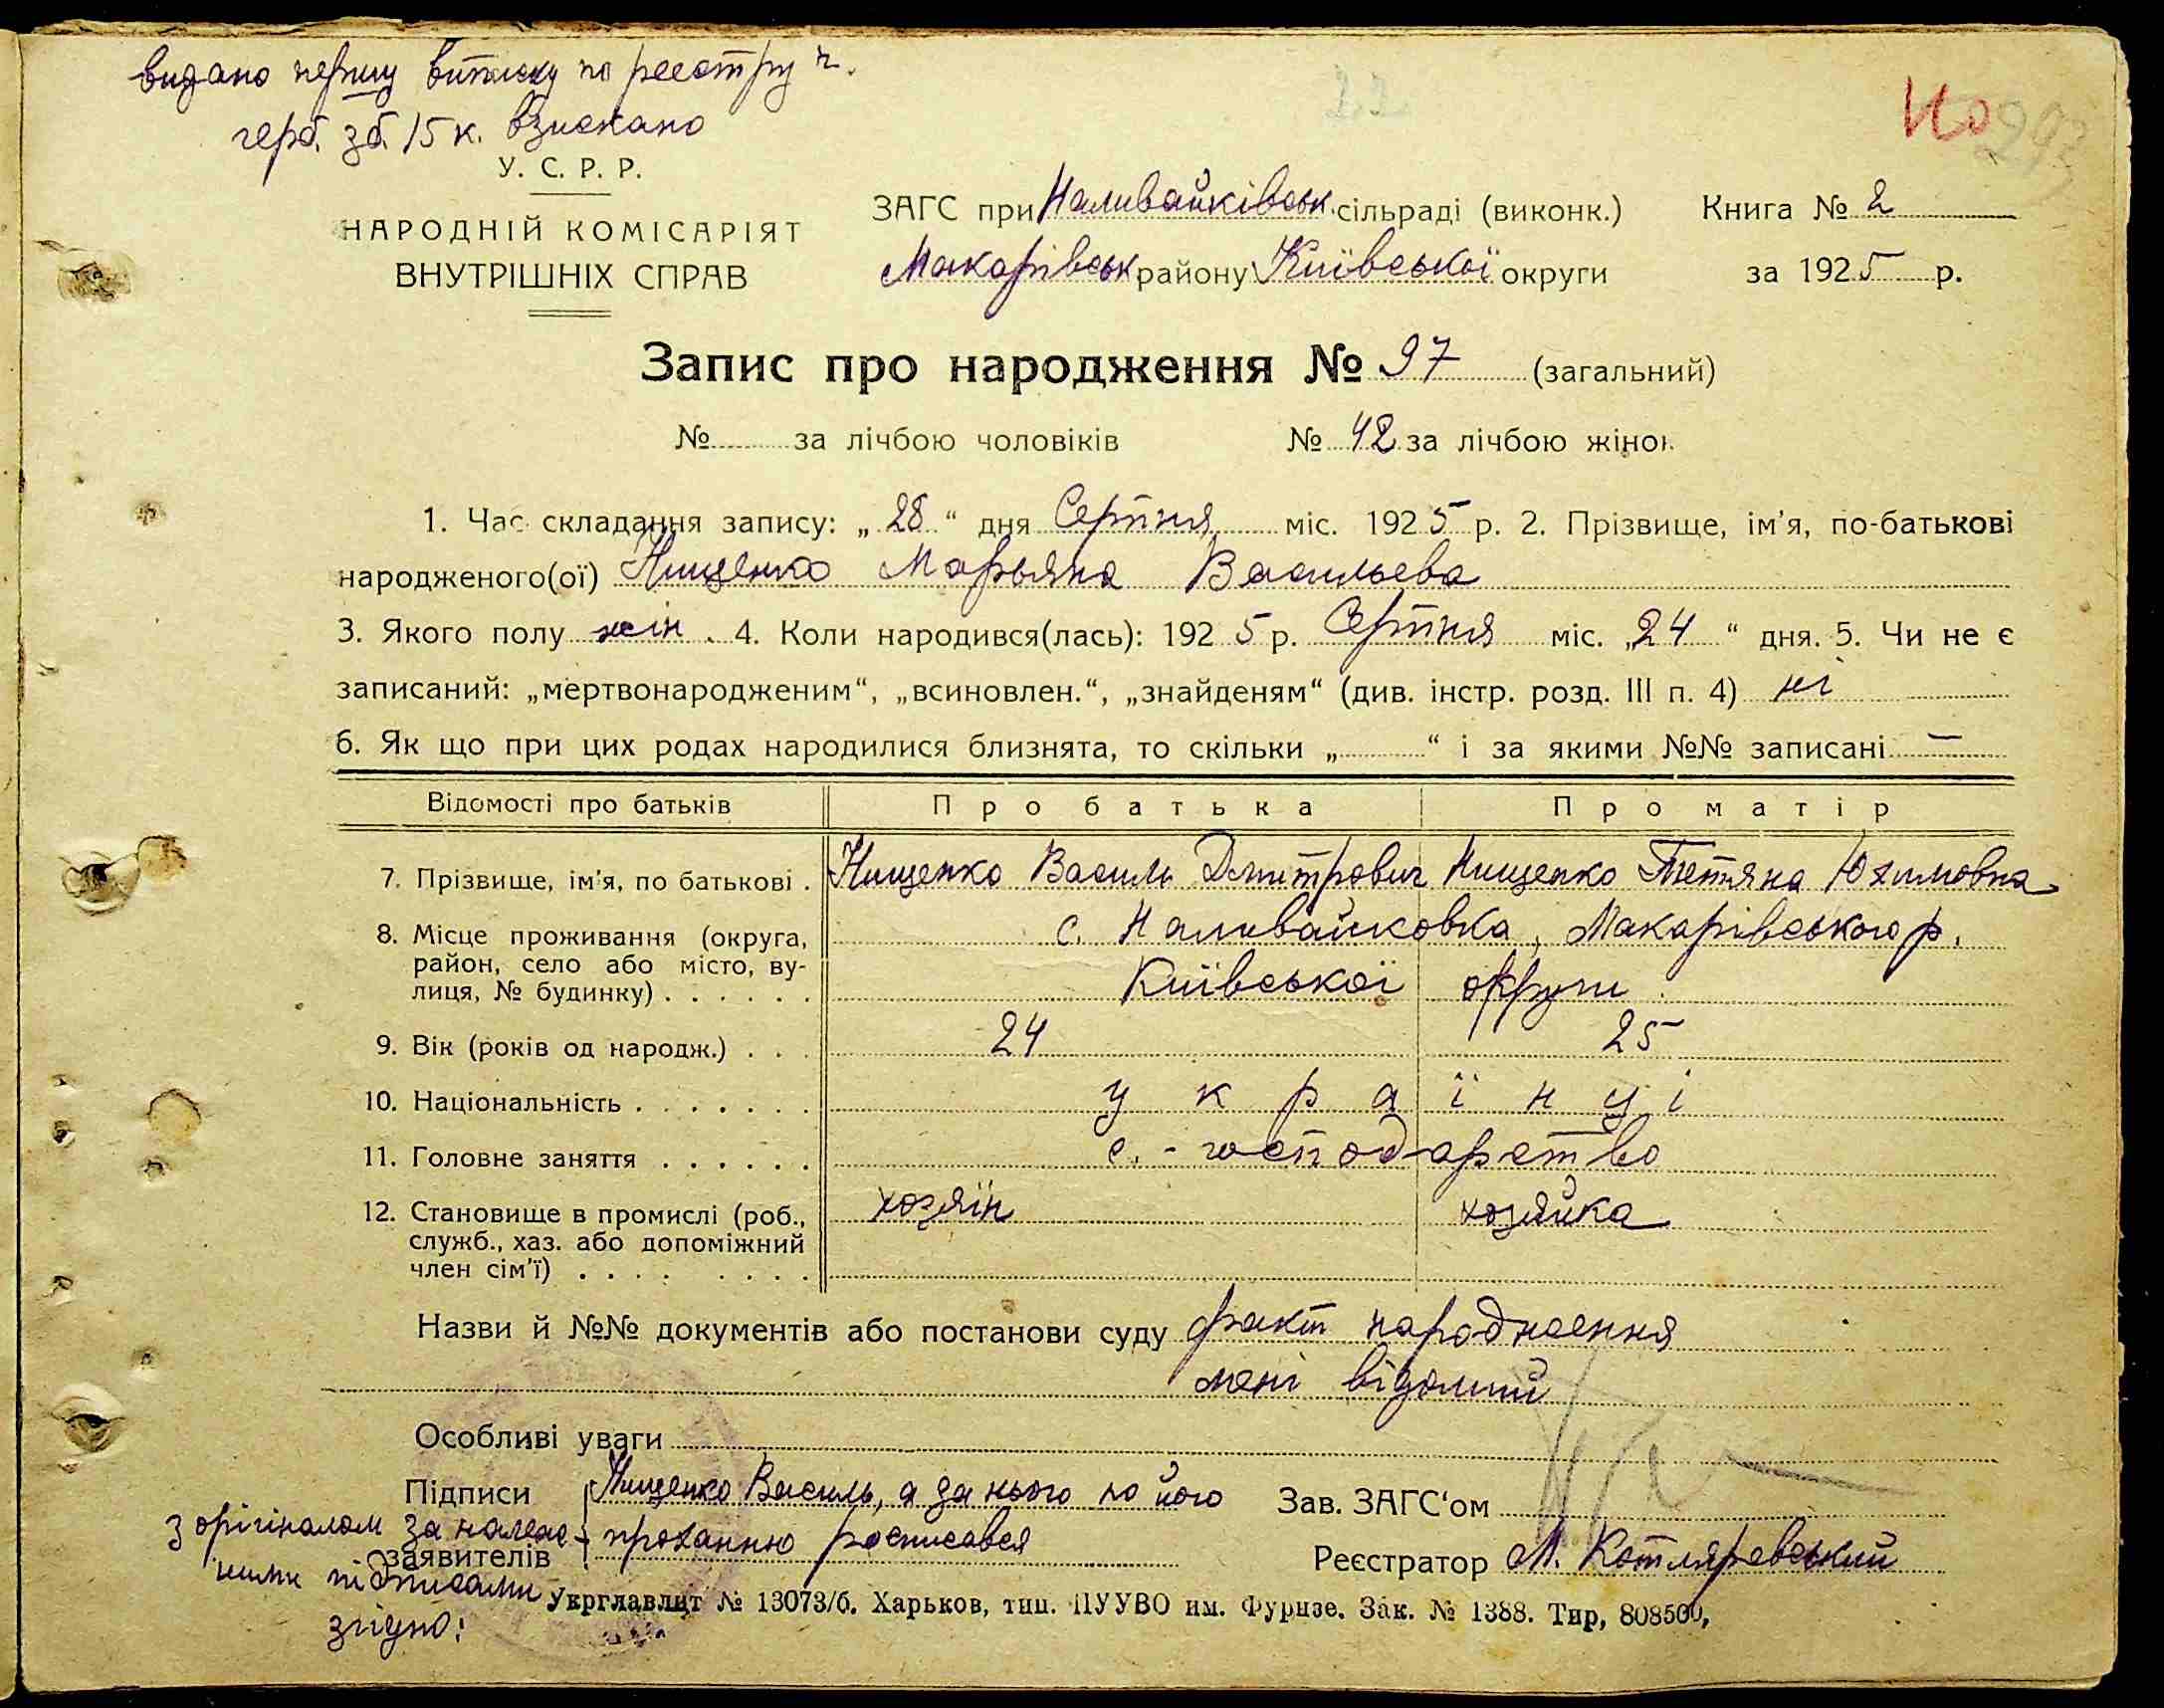 видано першу виписку по реєстру ч.
герб. зб. 15 к. взискано
У. С. Р. Р.
НАРОДНІЙ КОМІСАРІЯТ
ВНУТРІШНІХ СПРАВ
293
ЗАГС при Наливайківськ. сільраді (виконк.) Книга № 2
Макарівськ району Київської округи за 1925 р.
Запис про народження № 97 (загальний)
№ за лічбою чоловіків № 42 за лічбою жінок
1. Час складання запису: „28“ дня Серпня міс. 1925 р. 2. Прізвище, ім'я, по-батькові
народженого(ої) Нищенко Марьяна Васильева
3. Якого полу жін. 4. Коли народився(лась): 1925 р. Серпня міс. „24“ дня. 5. Чи не є
записаний: „мертвонародженим“, „всиновлен.“, „знайденям“ (див. інстр. розд. III п. 4) ні
6. Як що при цих родах народилися близнята, то скільки „ “ і за якими №№ записані —
Відомості про батьків Про батька Про матір
7. Прізвище, ім'я, по батькові . Нищенко Василь Дмитрович Нищенко Тетяна Юхимовна
8. Місце проживання (округа, с. Наливайковка, Макарівського р.
район, село або місто, ву-
лиця, № будинку) . . . . . . Київської округи
9. Вік (років од народж.) . . . 24 25
10. Національність . . . . . . . українці
11. Головне заняття . . . . . . с.-господарство
12. Становище в промислі (роб., хозяїн хозяйка
служб., хаз. або допоміжний
член сім'ї) . . . . . . . .
Назви й №№ документів або постанови суду факт народження
мені відомий
Особливі уваги
Підписи Нищенко Василь, а за нього по його Зав. ЗАГС'ом
з оріґіналом за належ- проханню росписався
заявителів Реєстратор М. Котляревський
ними підписами
Укрглавлит № 13073/б. Харьков, тип. ПУУВО им. Фрунзе. Зак. № 1388. Тир, 808500,
згідно: